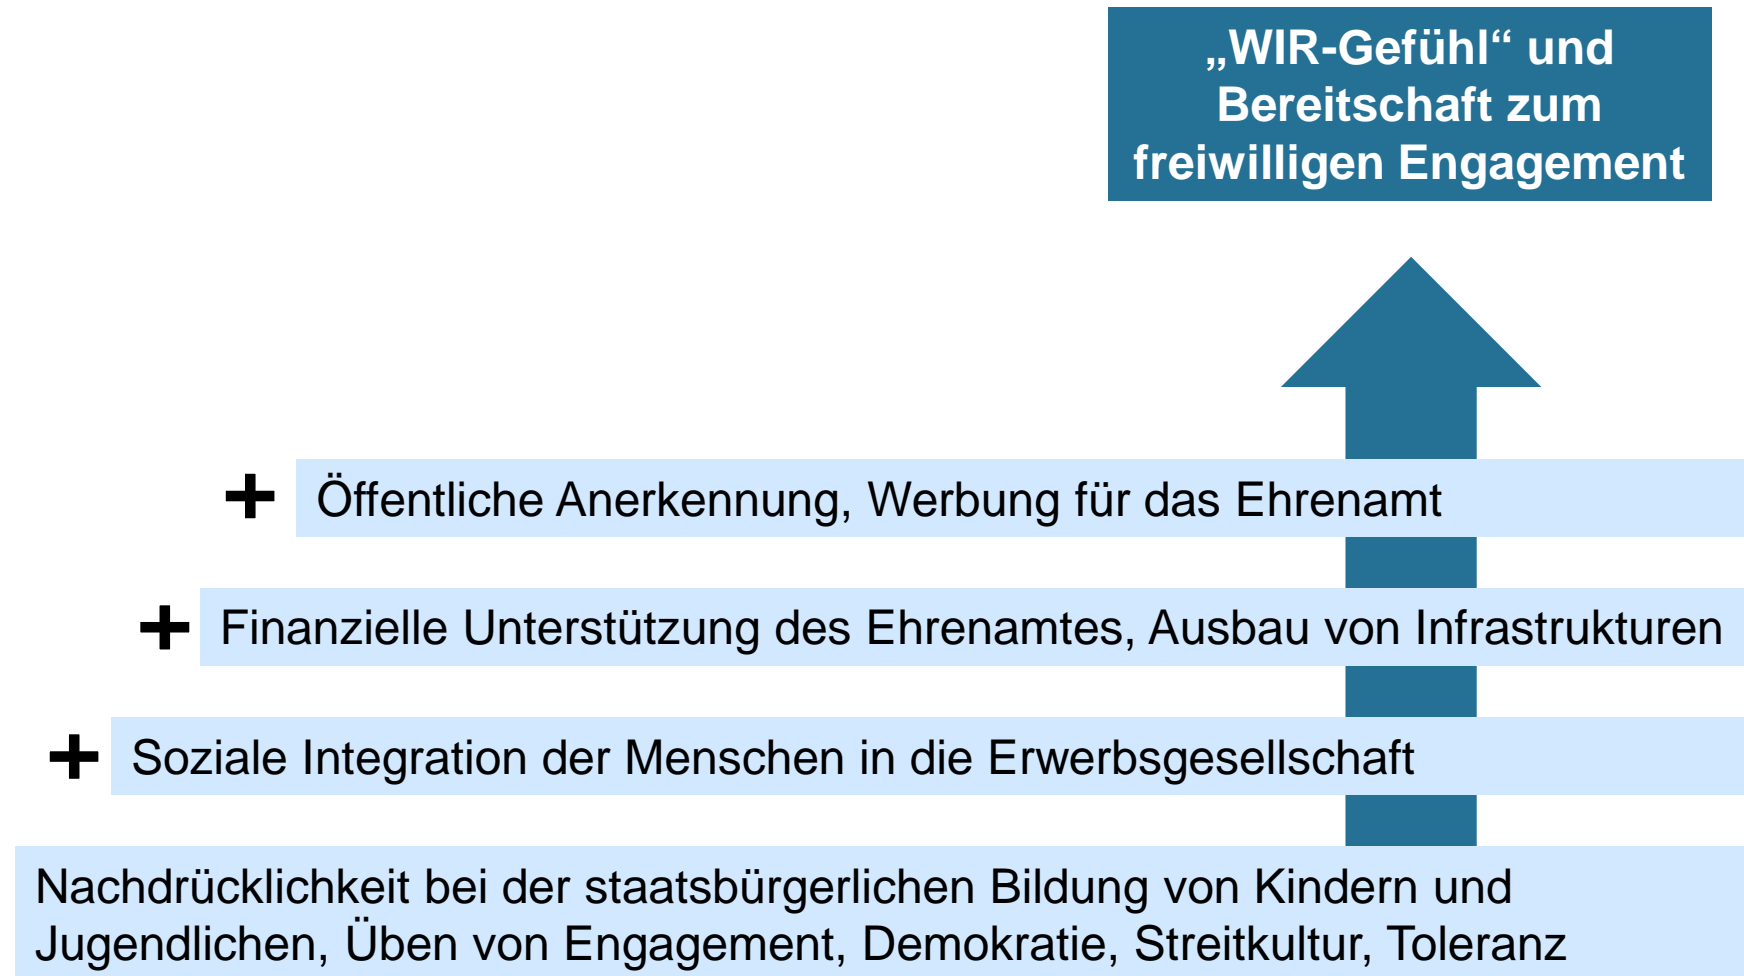 „WIR-Gefühl“ und
Bereitschaft zum
freiwilligen Engagement
+ Öffentliche Anerkennung, Werbung für das Ehrenamt
+ Finanzielle Unterstützung des Ehrenamtes, Ausbau von Infrastrukturen
+ Soziale Integration der Menschen in die Erwerbsgesellschaft
Nachdrücklichkeit bei der staatsbürgerlichen Bildung von Kindern und
Jugendlichen, Üben von Engagement, Demokratie, Streitkultur, Toleranz